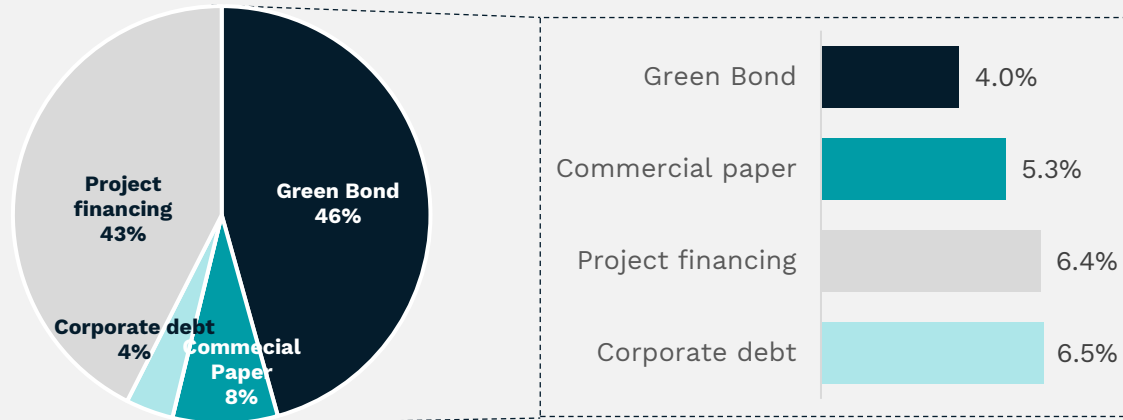 Project
financing
43%
Green Bond
46%
Corporate debt
4%
Commecial
Paper
8%
Green Bond 4.0%
Commercial paper 5.3%
Project financing 6.4%
Corporate debt 6.5%